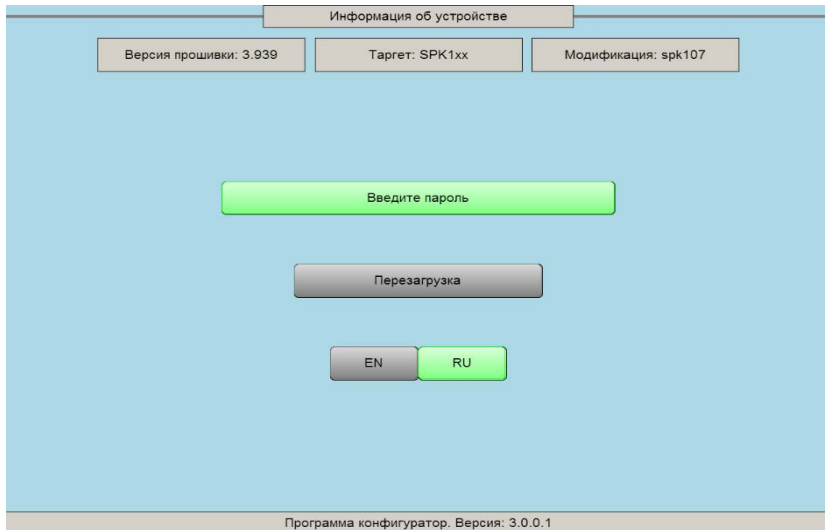 Информация об устройстве
Версия прошивки: 3.939 Таргет: SPK1xx Модификация: spk107
Введите пароль
Перезагрузка
EN RU
Программа конфигуратор. Версия: 3.0.0.1